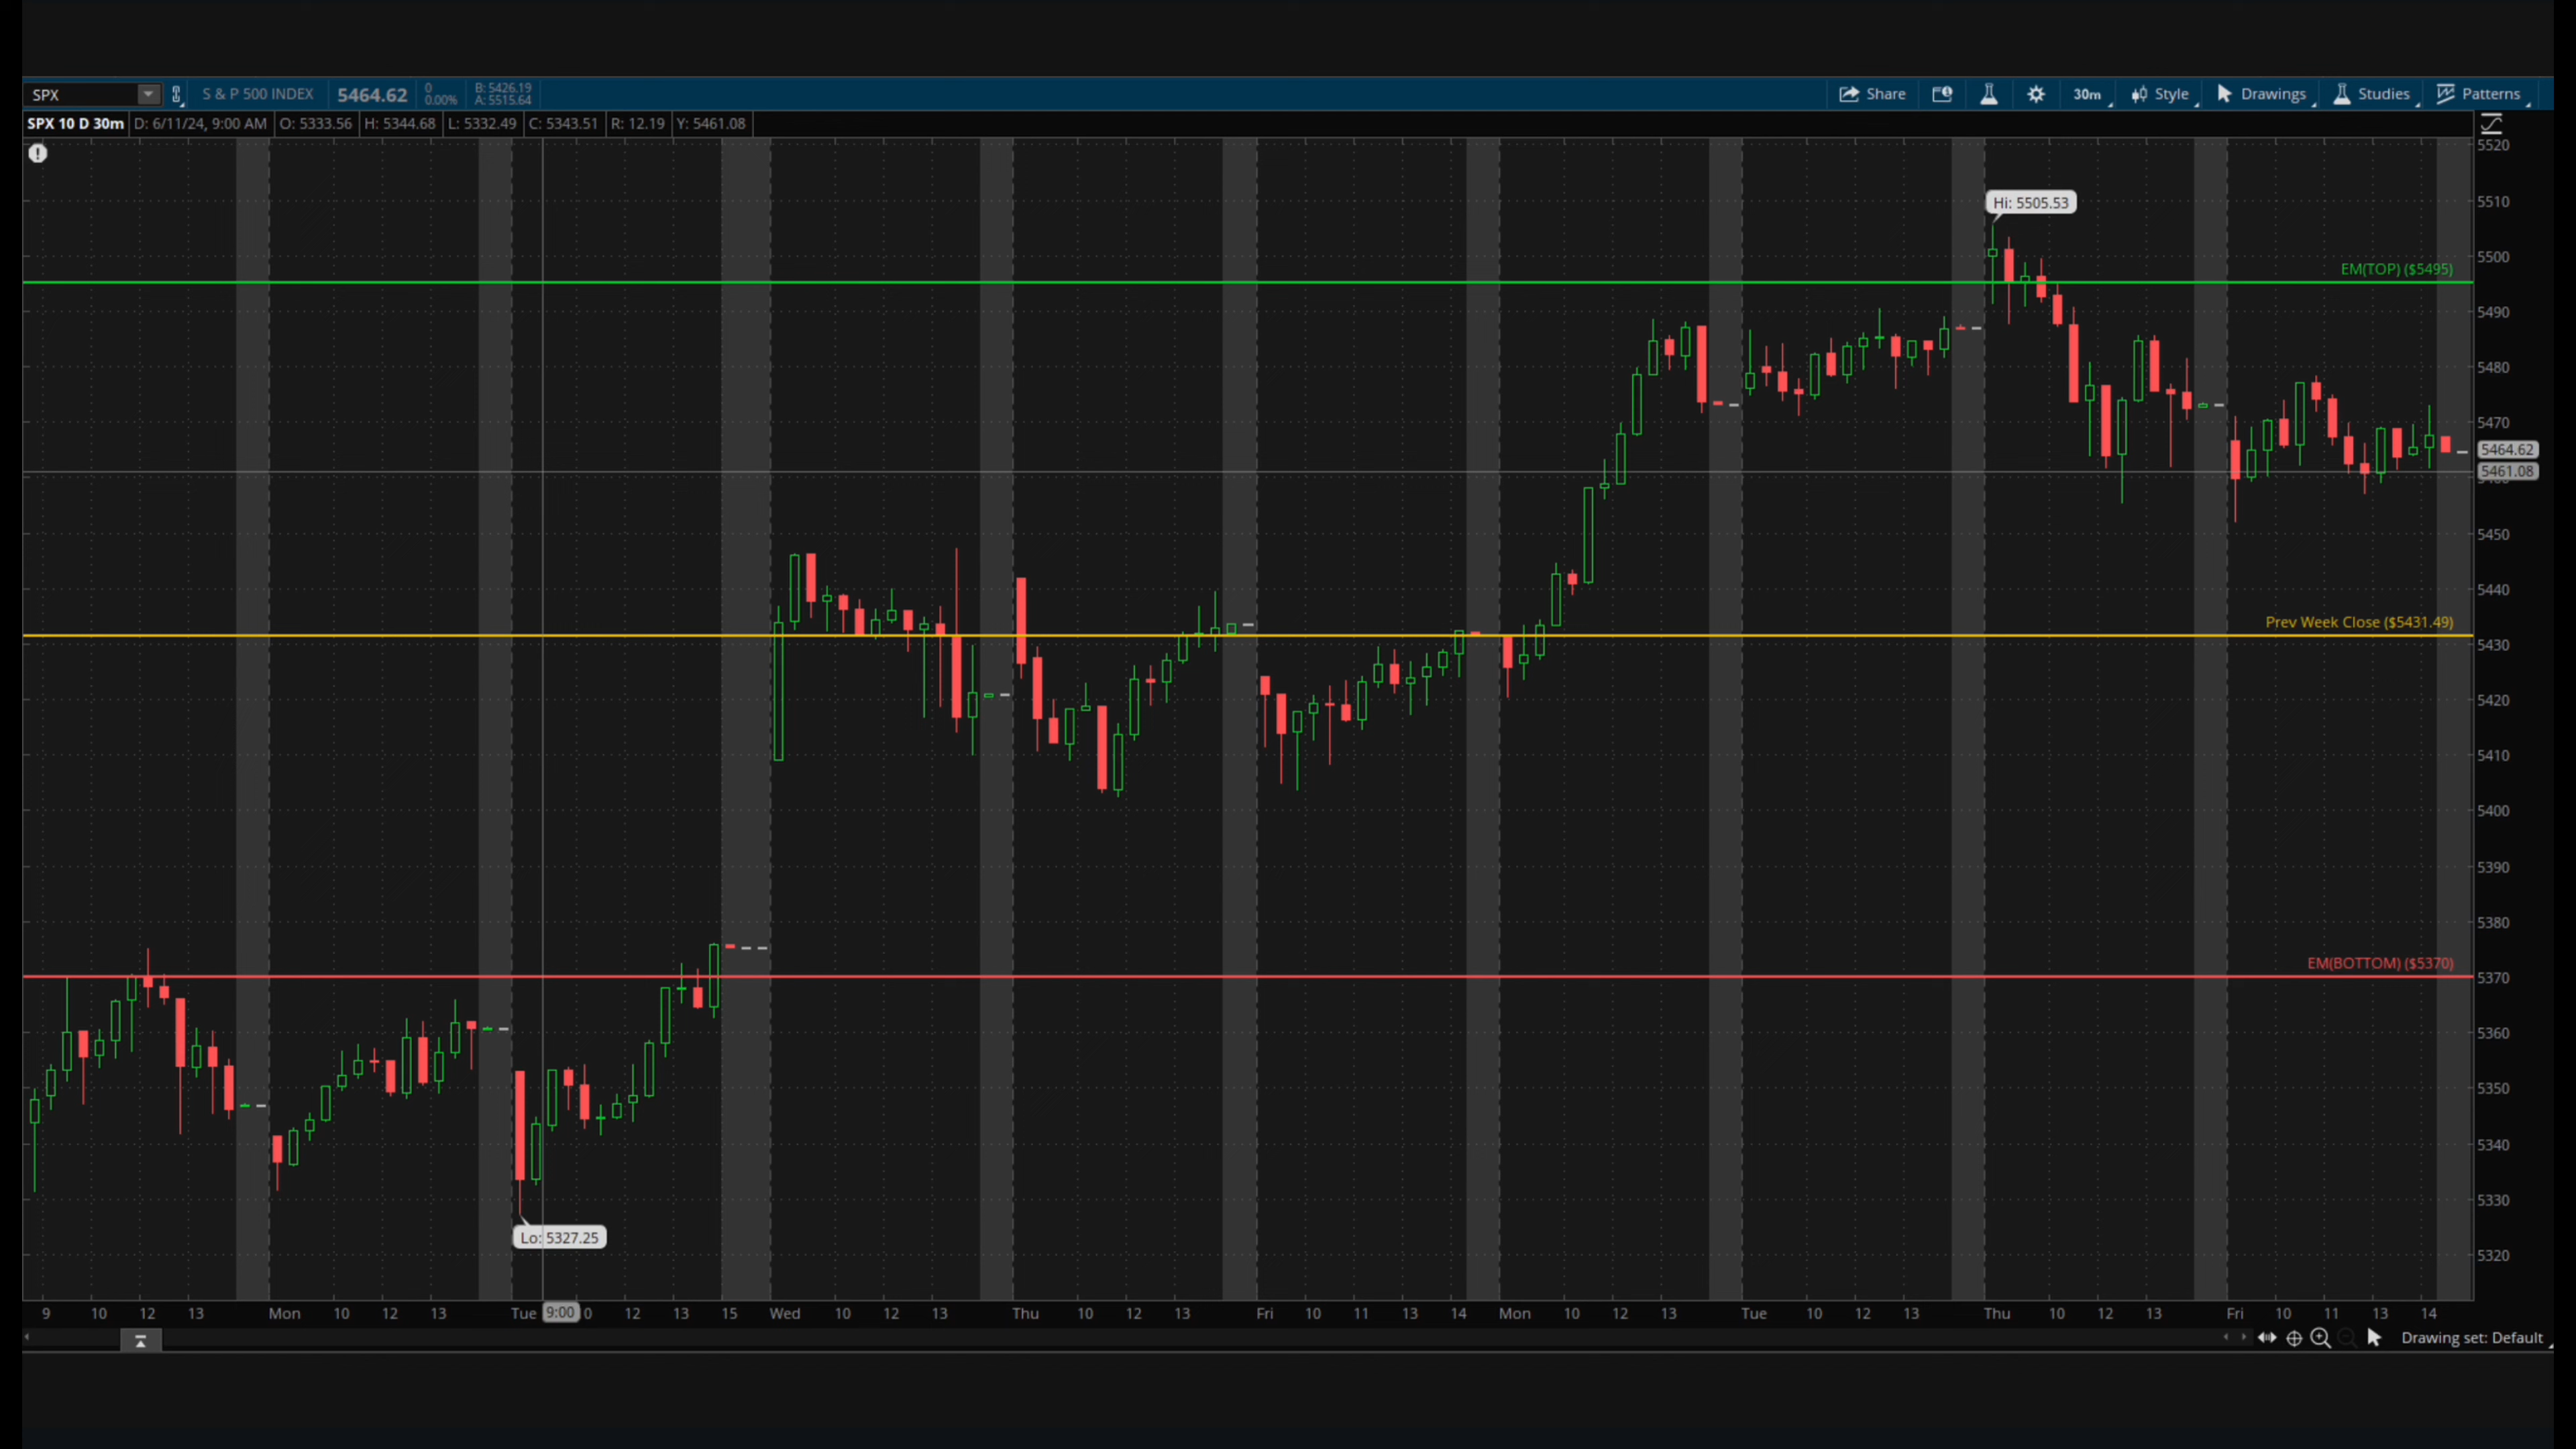 SPX S & P 500 INDEX 5464.62 0 0.00% B: 5426.19 A: 5515.64 Share 30m Style Drawings Studies Patterns
SPX 10 D 30m D: 6/11/24, 9:00 AM O: 5333.56 H: 5344.68 L: 5332.49 C: 5343.51 R: 12.19 Y: 5461.08
5520
Hi: 5505.53
5510
5500
EM(TOP) ($5495)
5490
5480
5470
5464.62
5461.08
5450
5440
Prev Week Close ($5431.49)
5430
5420
5410
5400
5390
5380
EM(BOTTOM) ($5370)
5370
5360
5350
5340
5330
Lo: 5327.25
5320
9 10 12 13 Mon 10 12 13 Tue 9:00 0 12 13 15 Wed 10 12 13 Thu 10 12 13 Fri 10 11 13 14 Mon 10 12 13 Tue 10 12 13 Thu 10 12 13 Fri 10 11 13 14
Drawing set: Default